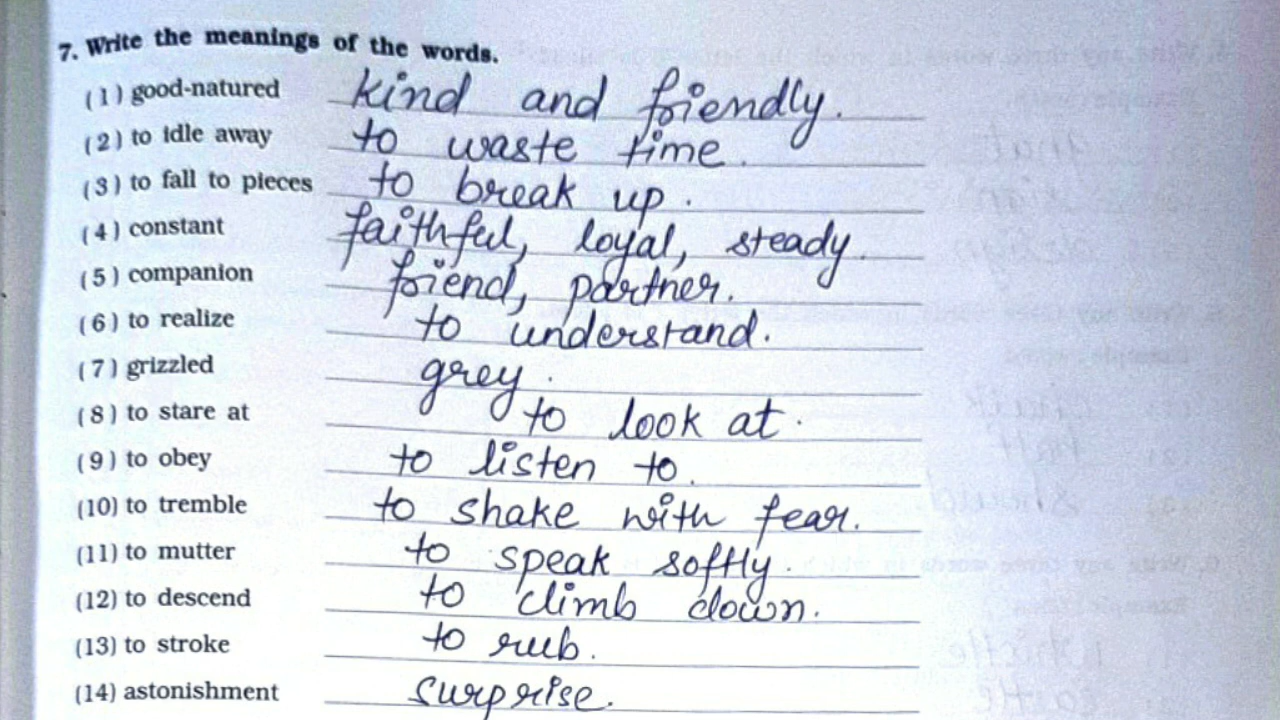 7. Write the meanings of the words.
(1) good-natured kind and friendly.
(2) to idle away to waste time.
(3) to fall to pieces to break up.
(4) constant faithful, loyal, steady.
(5) companion friend, partner.
(6) to realize to understand.
(7) grizzled grey.
(8) to stare at to look at.
(9) to obey to listen to.
(10) to tremble to shake with fear.
(11) to mutter to speak softly.
(12) to descend to climb down.
(13) to stroke to rub.
(14) astonishment surprise.